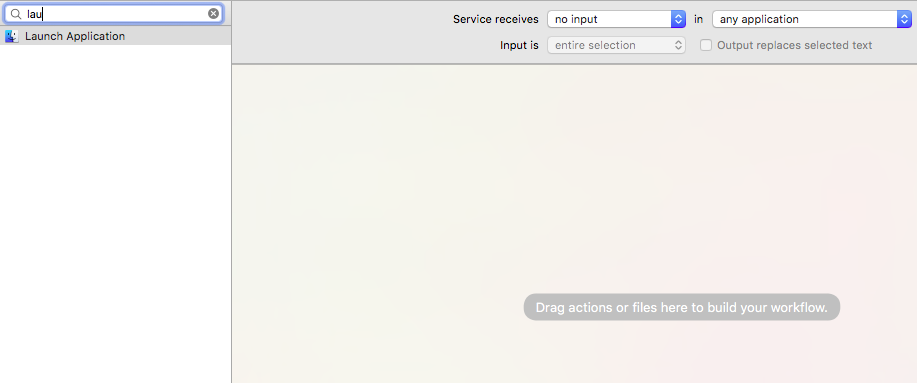 lau
Launch Application
Service receives no input in any application
Input is entire selection Output replaces selected text
Drag actions or files here to build your workflow.